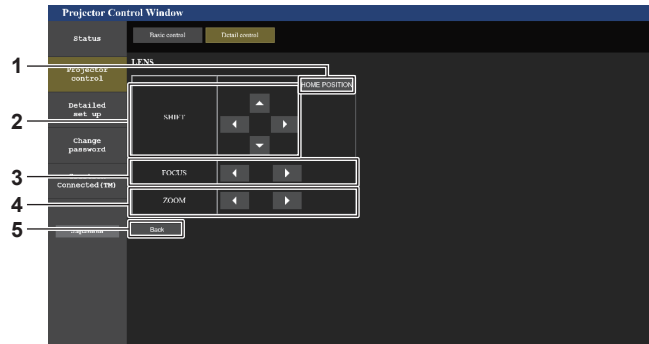 Projector Control Window
Status
Basic control
Detail control
LENS
1
Projector
control
HOME POSITION
Detailed
set up
2
SHIFT
Change
password
3
FOCUS
Connected(TM)
4
ZOOM
5
Back